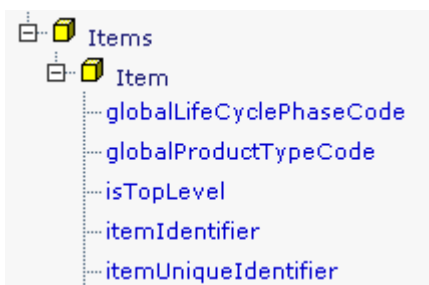 Items
Item
globalLifeCyclePhaseCode
globalProductTypeCode
isTopLevel
itemIdentifier
itemUniqueIdentifier